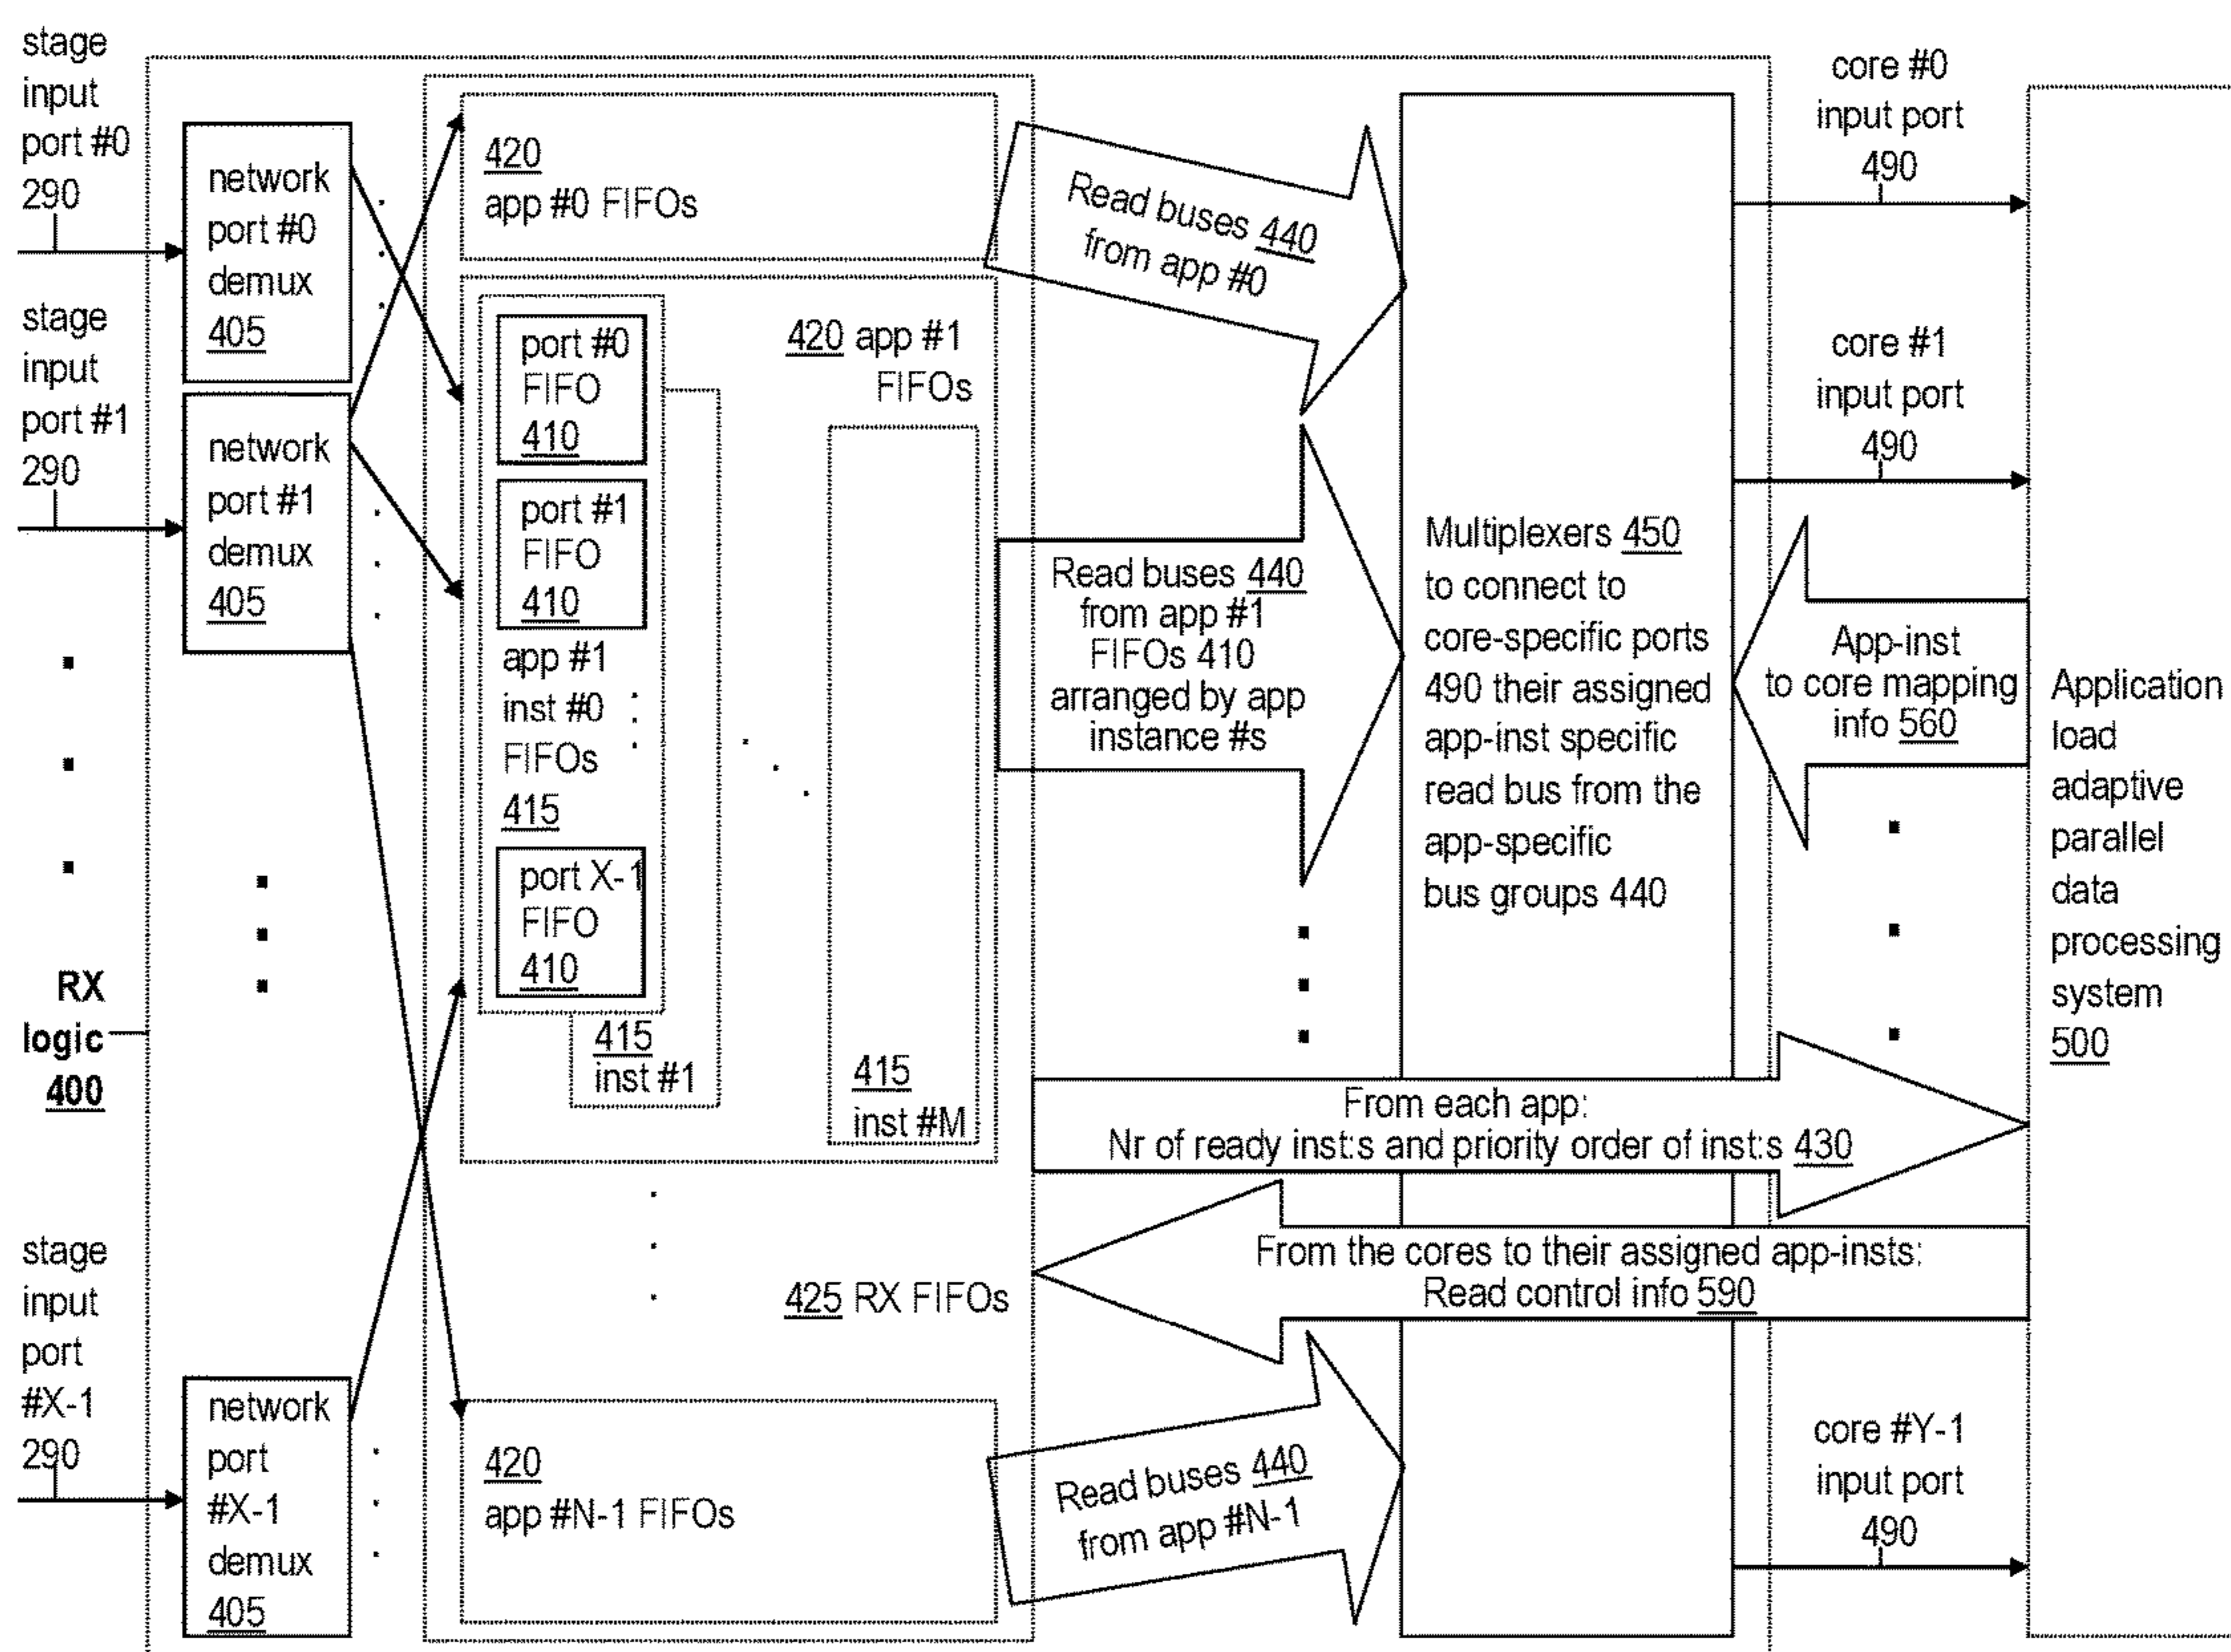 stage
input
port #0
290
stage
input
port #1
290
RX
logic
400
stage
input
port
#X-1
290
network
port #0
demux
405
network
port #1
demux
405
network
port
#X-1
demux
405
420
app #0 FIFOs
420 app #1
FIFOs
port #0
FIFO
410
port #1
FIFO
410
app #1
inst #0
FIFOs
415
port X-1
FIFO
410
415
inst #1
415
inst #M
425 RX FIFOs
420
app #N-1 FIFOs
Read buses 440
from app #0
Read buses 440
from app #1
FIFOs 410
arranged by app
instance #s
Read buses 440
from app #N-1
Multiplexers 450
to connect to
core-specific ports
490 their assigned
app-inst specific
read bus from the
app-specific
bus groups 440
From each app:
Nr of ready inst:s and priority order of inst:s 430
From the cores to their assigned app-insts:
Read control info 590
core #0
input port
490
core #1
input port
490
App-inst
to core mapping
info 560
core #Y-1
input port
490
Application
load
adaptive
parallel
data
processing
system
500